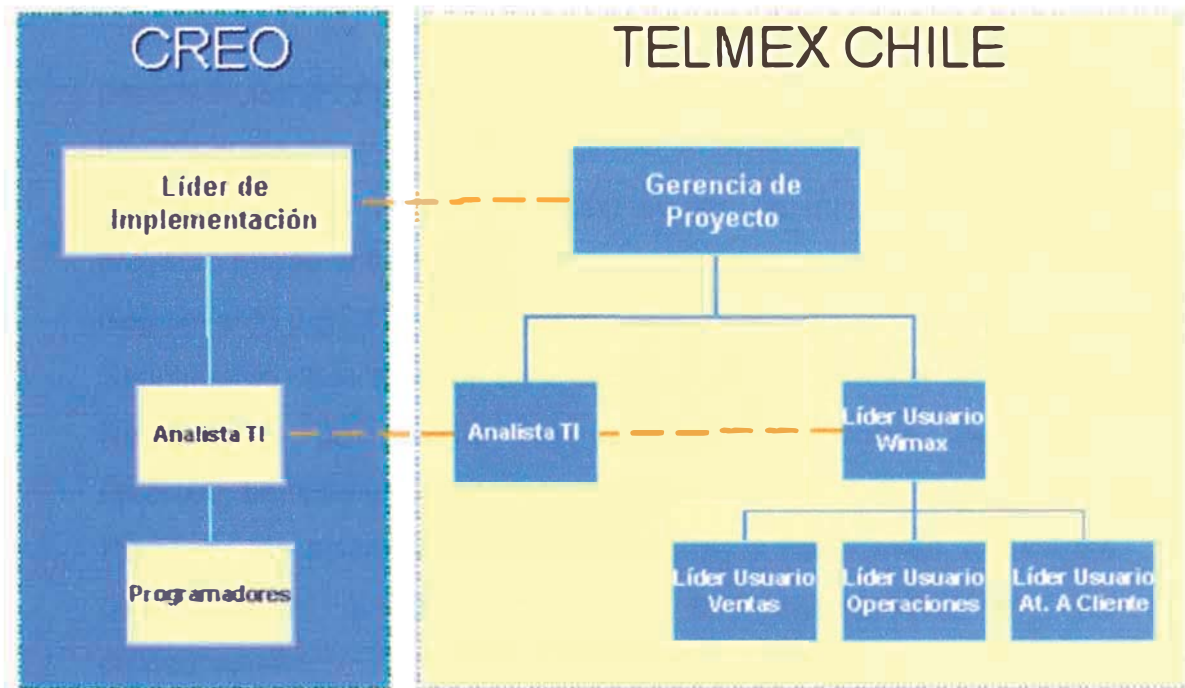 CREO
TELMEX CHILE
Líder de
Implementación
Gerencia de
Proyecto
Analista TI
Analista TI
Líder Usuario
Wimax
Programadores
Líder Usuario
Ventas
Líder Usuario
Operaciones
Líder Usuario
At. A Cliente